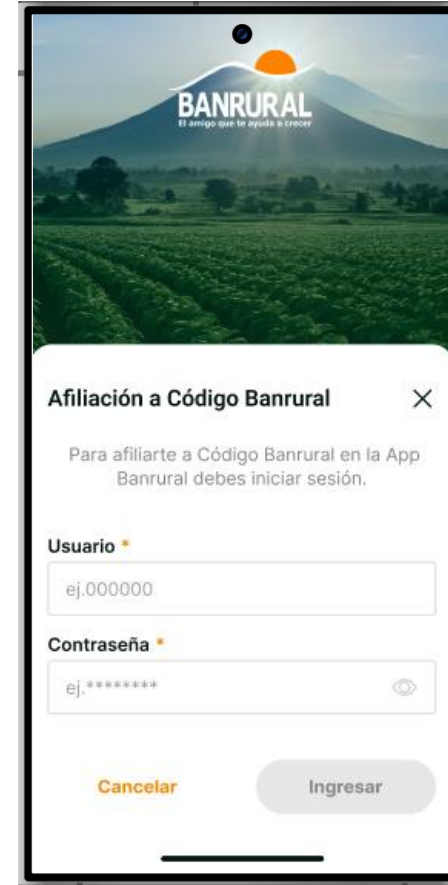 BANRURAL
El amigo que te ayuda a crecer
Afiliación a Código Banrural
Para afiliarte a Código Banrural en la App
Banrural debes iniciar sesión.
Usuario *
ej.000000
Contraseña *
ej.********
Cancelar
Ingresar